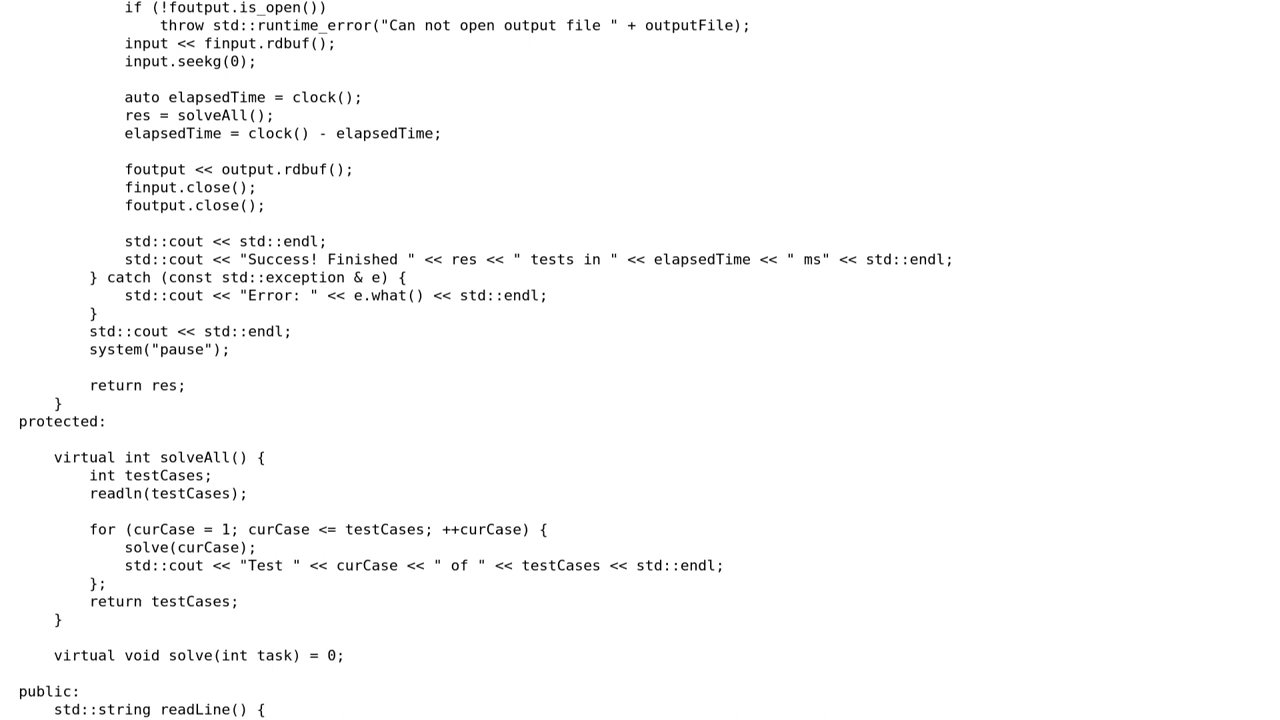 if (!foutput.is_open())
                throw std::runtime_error("Can not open output file " + outputFile);
            input << finput.rdbuf();
            input.seekg(0);

            auto elapsedTime = clock();
            res = solveAll();
            elapsedTime = clock() - elapsedTime;

            foutput << output.rdbuf();
            finput.close();
            foutput.close();

            std::cout << std::endl;
            std::cout << "Success! Finished " << res << " tests in " << elapsedTime << " ms" << std::endl;
        } catch (const std::exception & e) {
            std::cout << "Error: " << e.what() << std::endl;
        }
        std::cout << std::endl;
        system("pause");

        return res;
    }
protected:

    virtual int solveAll() {
        int testCases;
        readln(testCases);

        for (curCase = 1; curCase <= testCases; ++curCase) {
            solve(curCase);
            std::cout << "Test " << curCase << " of " << testCases << std::endl;
        };
        return testCases;
    }

    virtual void solve(int task) = 0;

public:
    std::string readLine() {